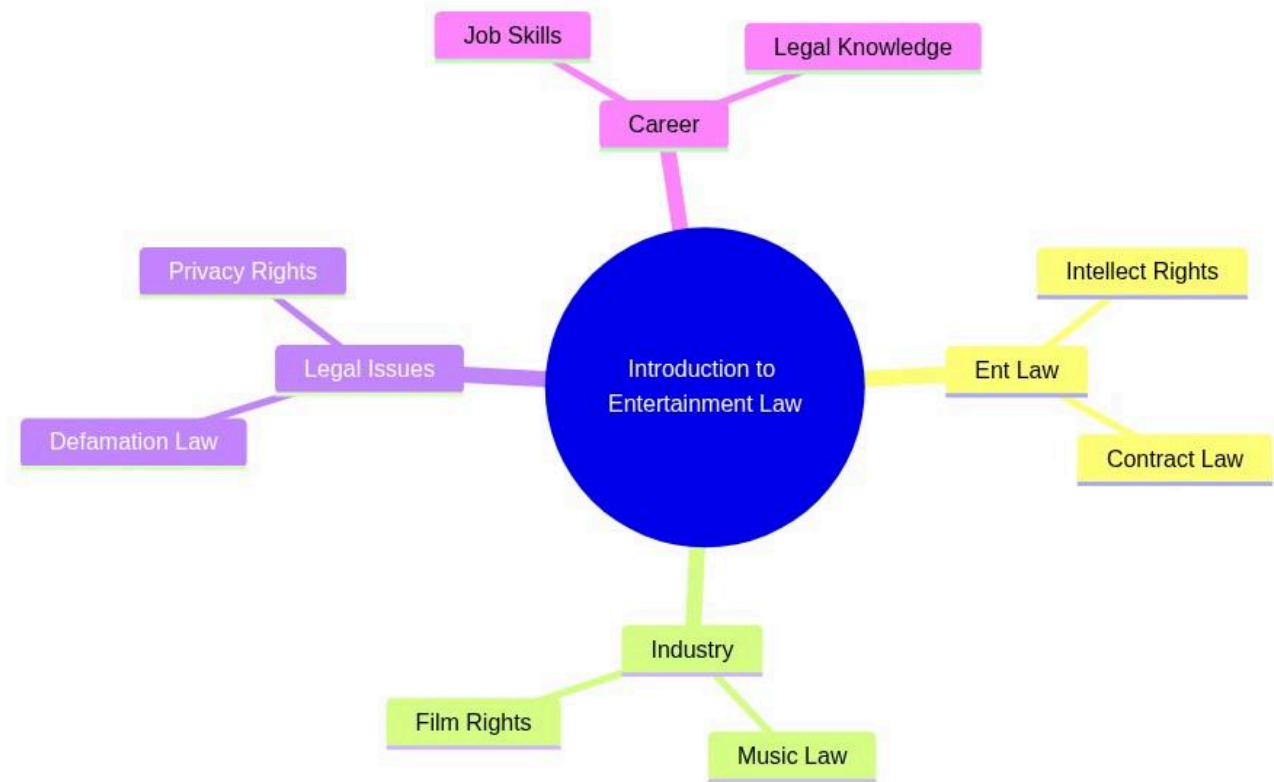 Job Skills
Legal Knowledge
Career
Privacy Rights
Intellect Rights
Legal Issues
Introduction to
Entertainment Law
Ent Law
Defamation Law
Contract Law
Industry
Film Rights
Music Law